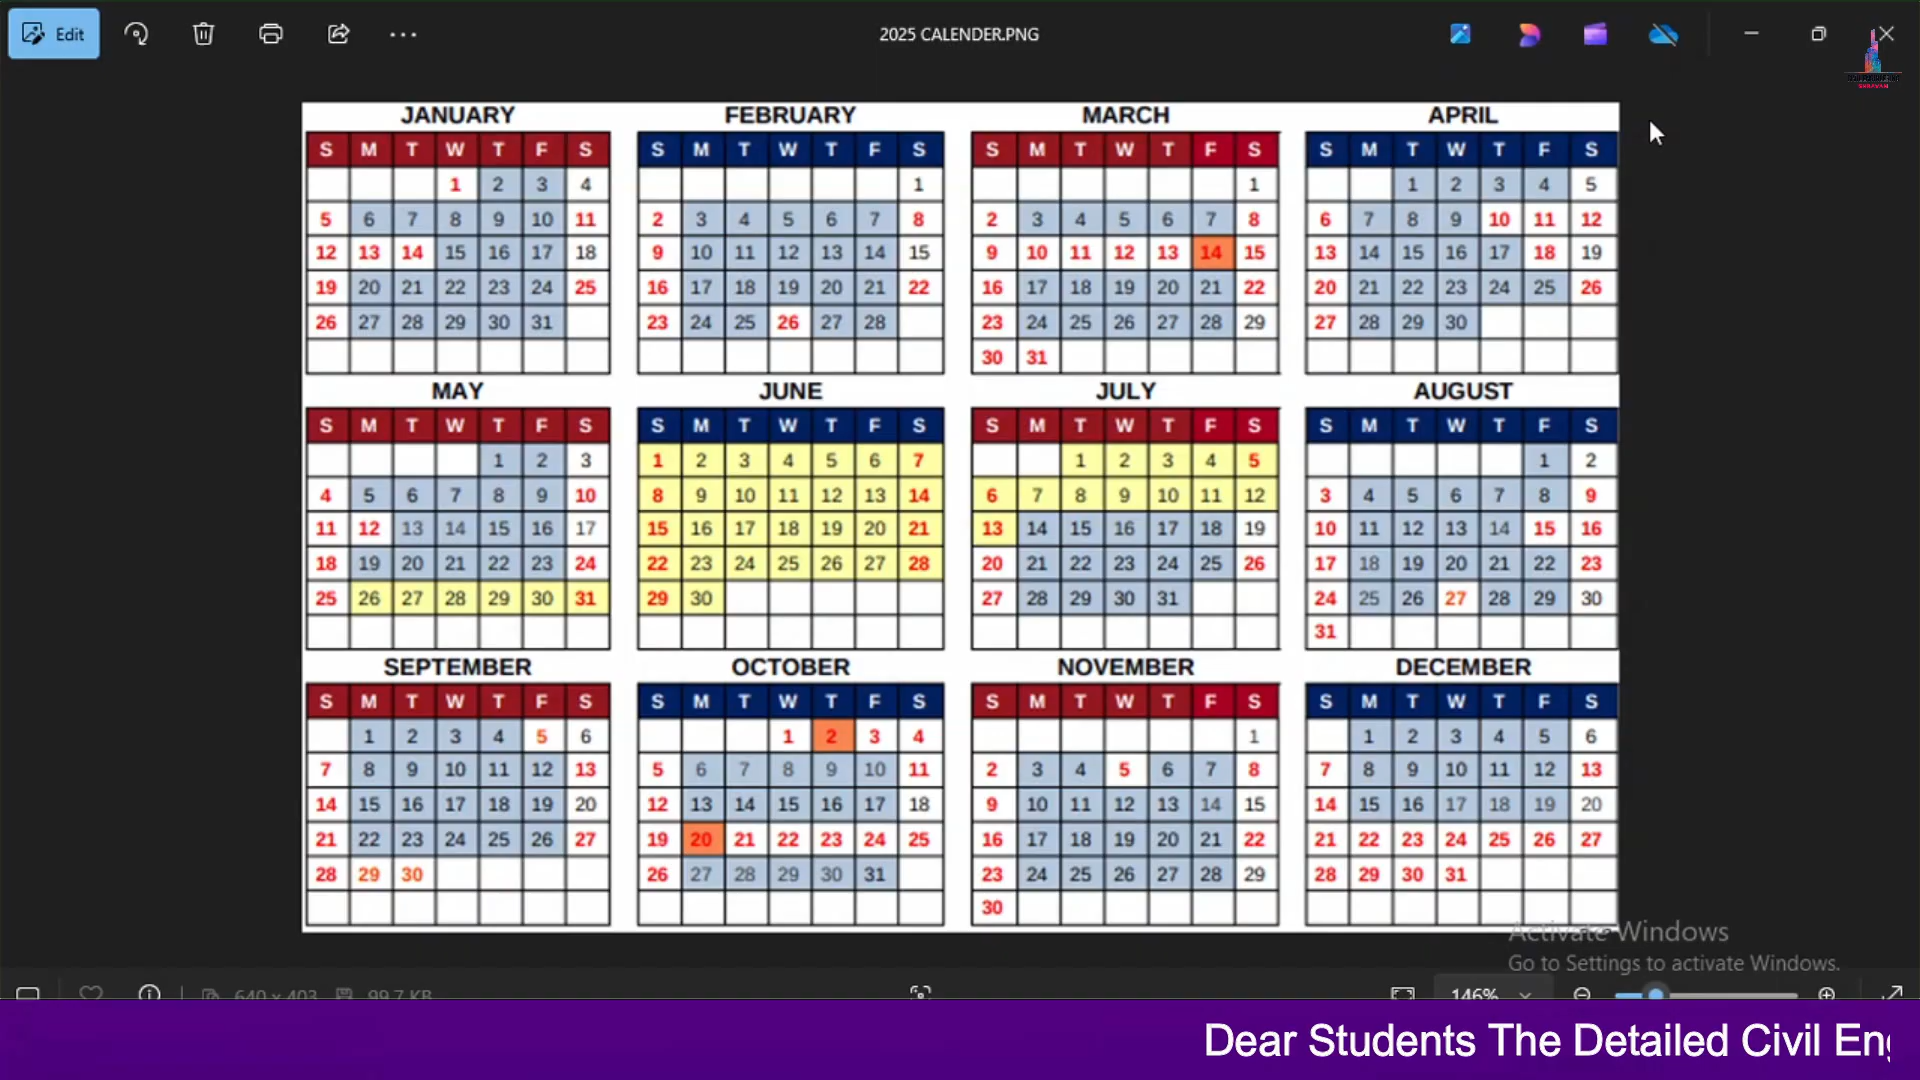 Edit
2025 CALENDER.PNG
JANUARY FEBRUARY MARCH APRIL
S M T W T F S S M T W T F S S M T W T F S S M T W T F S
1 2 3 4 1 1 1 2 3 4 5
5 6 7 8 9 10 11 2 3 4 5 6 7 8 2 3 4 5 6 7 8 6 7 8 9 10 11 12
12 13 14 15 16 17 18 9 10 11 12 13 14 15 9 10 11 12 13 14 15 13 14 15 16 17 18 19
19 20 21 22 23 24 25 16 17 18 19 20 21 22 16 17 18 19 20 21 22 20 21 22 23 24 25 26
26 27 28 29 30 31 23 24 25 26 27 28 23 24 25 26 27 28 29 27 28 29 30
30 31
MAY JUNE JULY AUGUST
S M T W T F S S M T W T F S S M T W T F S S M T W T F S
1 2 3 1 2 3 4 5 6 7 1 2 3 4 5 1 2
4 5 6 7 8 9 10 8 9 10 11 12 13 14 6 7 8 9 10 11 12 3 4 5 6 7 8 9
11 12 13 14 15 16 17 15 16 17 18 19 20 21 13 14 15 16 17 18 19 10 11 12 13 14 15 16
18 19 20 21 22 23 24 22 23 24 25 26 27 28 20 21 22 23 24 25 26 17 18 19 20 21 22 23
25 26 27 28 29 30 31 29 30 27 28 29 30 31 24 25 26 27 28 29 30
31
SEPTEMBER OCTOBER NOVEMBER DECEMBER
S M T W T F S S M T W T F S S M T W T F S S M T W T F S
1 2 3 4 5 6 1 2 3 4 1 1 2 3 4 5 6
7 8 9 10 11 12 13 5 6 7 8 9 10 11 2 3 4 5 6 7 8 7 8 9 10 11 12 13
14 15 16 17 18 19 20 12 13 14 15 16 17 18 9 10 11 12 13 14 15 14 15 16 17 18 19 20
21 22 23 24 25 26 27 19 20 21 22 23 24 25 16 17 18 19 20 21 22 21 22 23 24 25 26 27
28 29 30 26 27 28 29 30 31 23 24 25 26 27 28 29 28 29 30 31
30
Activate Windows
Go to Settings to activate Windows.
640 x 403 99.7 KB 146%
Dear Students The Detailed Civil